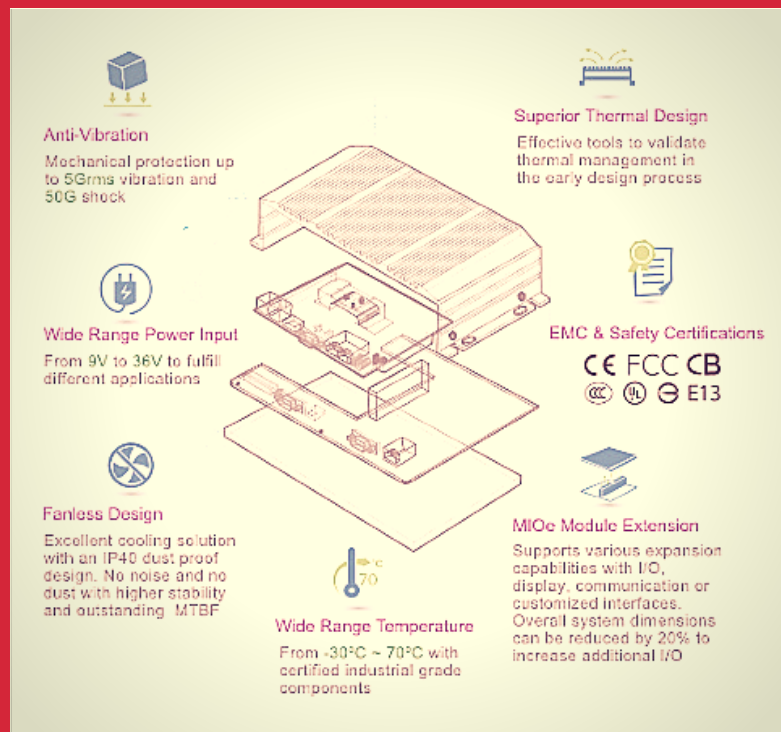 Anti-Vibration
Mechanical protection up
to 5Grms vibration and
50G shock
Superior Thermal Design
Effective tools to validate
thermal management in
the early design process
Wide Range Power Input
From 9V to 36V to fulfill
different applications
EMC & Safety Certifications
CE FCC CB
CCC UL E13
Fanless Design
Excellent cooling solution
with an IP40 dust proof
design. No noise and no
dust with higher stability
and outstanding MTBF
70
Wide Range Temperature
From -30°C ~ 70°C with
certified industrial grade
components
MIOe Module Extension
Supports various expansion
capabilities with I/O,
display, communication or
customized interfaces.
Overall system dimensions
can be reduced by 20% to
increase additional I/O